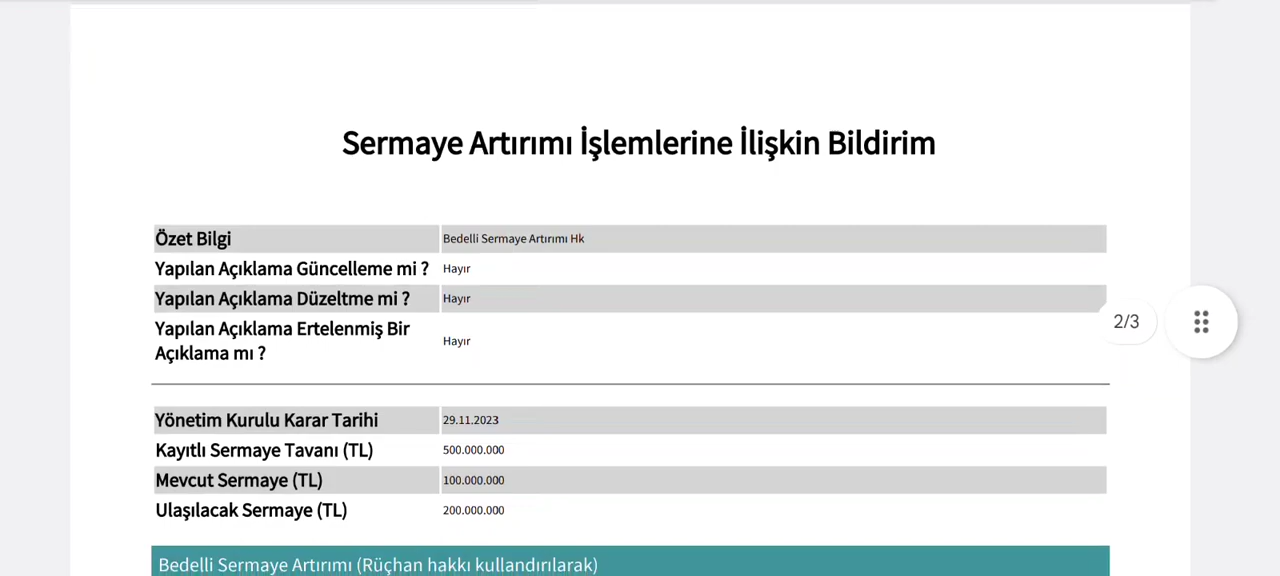 Sermaye Artırımı İşlemlerine İlişkin Bildirim
Özet Bilgi Bedelli Sermaye Artırımı Hk
Yapılan Açıklama Güncelleme mi ? Hayır
Yapılan Açıklama Düzeltme mi ? Hayır
Yapılan Açıklama Ertelenmiş Bir
Açıklama mı ? Hayır
2/3
Yönetim Kurulu Karar Tarihi 29.11.2023
Kayıtlı Sermaye Tavanı (TL) 500.000.000
Mevcut Sermaye (TL) 100.000.000
Ulaşılacak Sermaye (TL) 200.000.000
Bedelli Sermaye Artırımı (Rüçhan hakkı kullandırılarak)